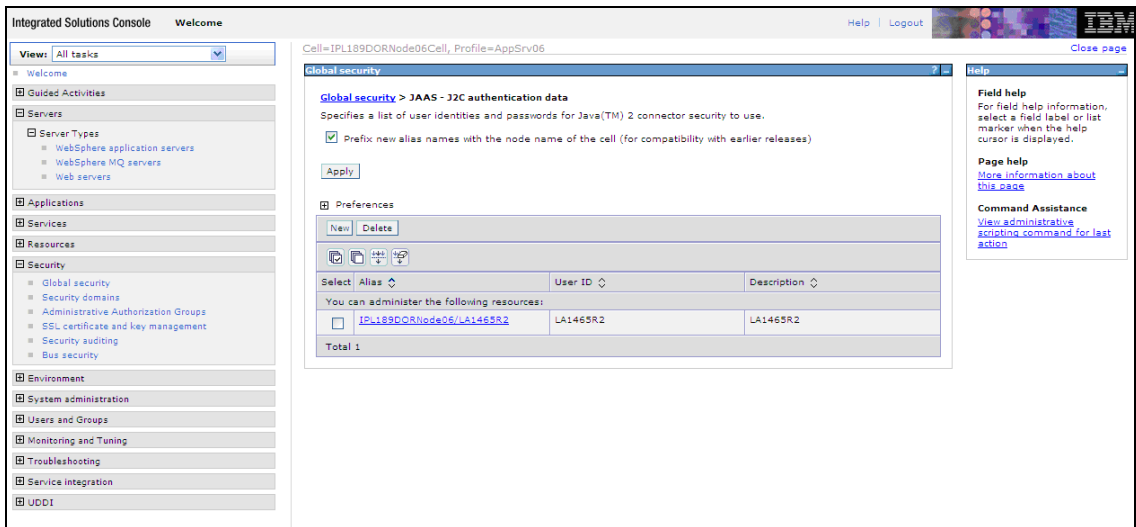 Integrated Solutions Console Welcome
Help | Logout
IBM
View: All tasks
Welcome
Guided Activities
Servers
Server Types
WebSphere application servers
WebSphere MQ servers
Web servers
Applications
Services
Resources
Security
Global security
Security domains
Administrative Authorization Groups
SSL certificate and key management
Security auditing
Bus security
Environment
System administration
Users and Groups
Monitoring and Tuning
Troubleshooting
Service integration
UDDI
Cell=IPL189DORNode06Cell, Profile=AppSrv06
Close page
Global security ? -
Global security > JAAS - J2C authentication data
Specifies a list of user identities and passwords for Java(TM) 2 connector security to use.
Prefix new alias names with the node name of the cell (for compatibility with earlier releases)
Apply
Preferences
New Delete
Select Alias User ID Description
You can administer the following resources:
IPL189DORNode06/LA1465R2 LA1465R2 LA1465R2
Total 1
Help -
Field help
For field help information,
select a field label or list
marker when the help
cursor is displayed.
Page help
More information about
this page
Command Assistance
View administrative
scripting command for last
action